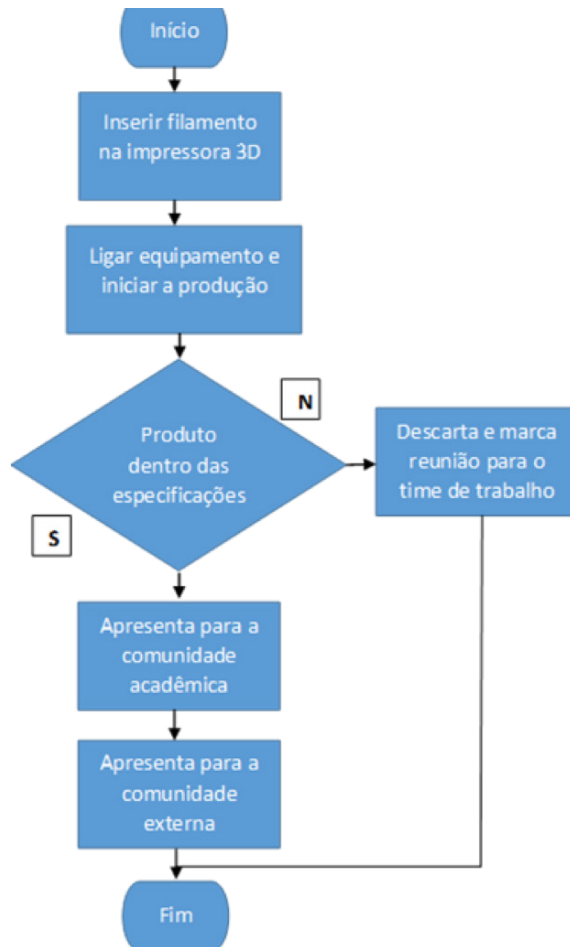 Início
Inserir filamento
na impressora 3D
Ligar equipamento e
iniciar a produção
N
Produto
dentro das
especificações
Descarta e marca
reunião para o
time de trabalho
S
Apresenta para a
comunidade
acadêmica
Apresenta para a
comunidade
externa
Fim